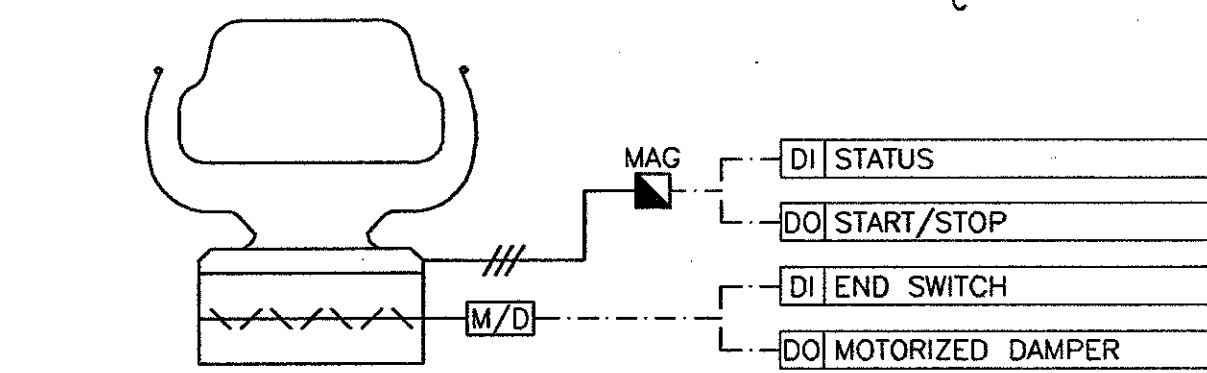 MAG
DI STATUS
DO START/STOP
DI END SWITCH
M/D
DO MOTORIZED DAMPER